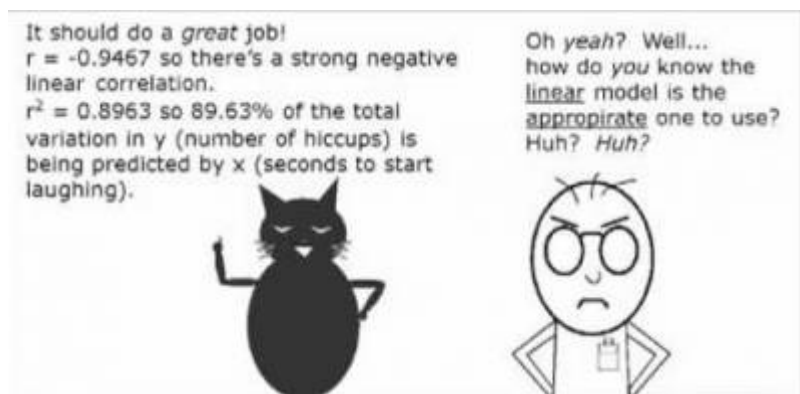 It should do a great job!
r = -0.9467 so there's a strong negative
linear correlation.
r² = 0.8963 so 89.63% of the total
variation in y (number of hiccups) is
being predicted by x (seconds to start
laughing).
Oh yeah? Well...
how do you know the
linear model is the
appropirate one to use?
Huh? Huh?